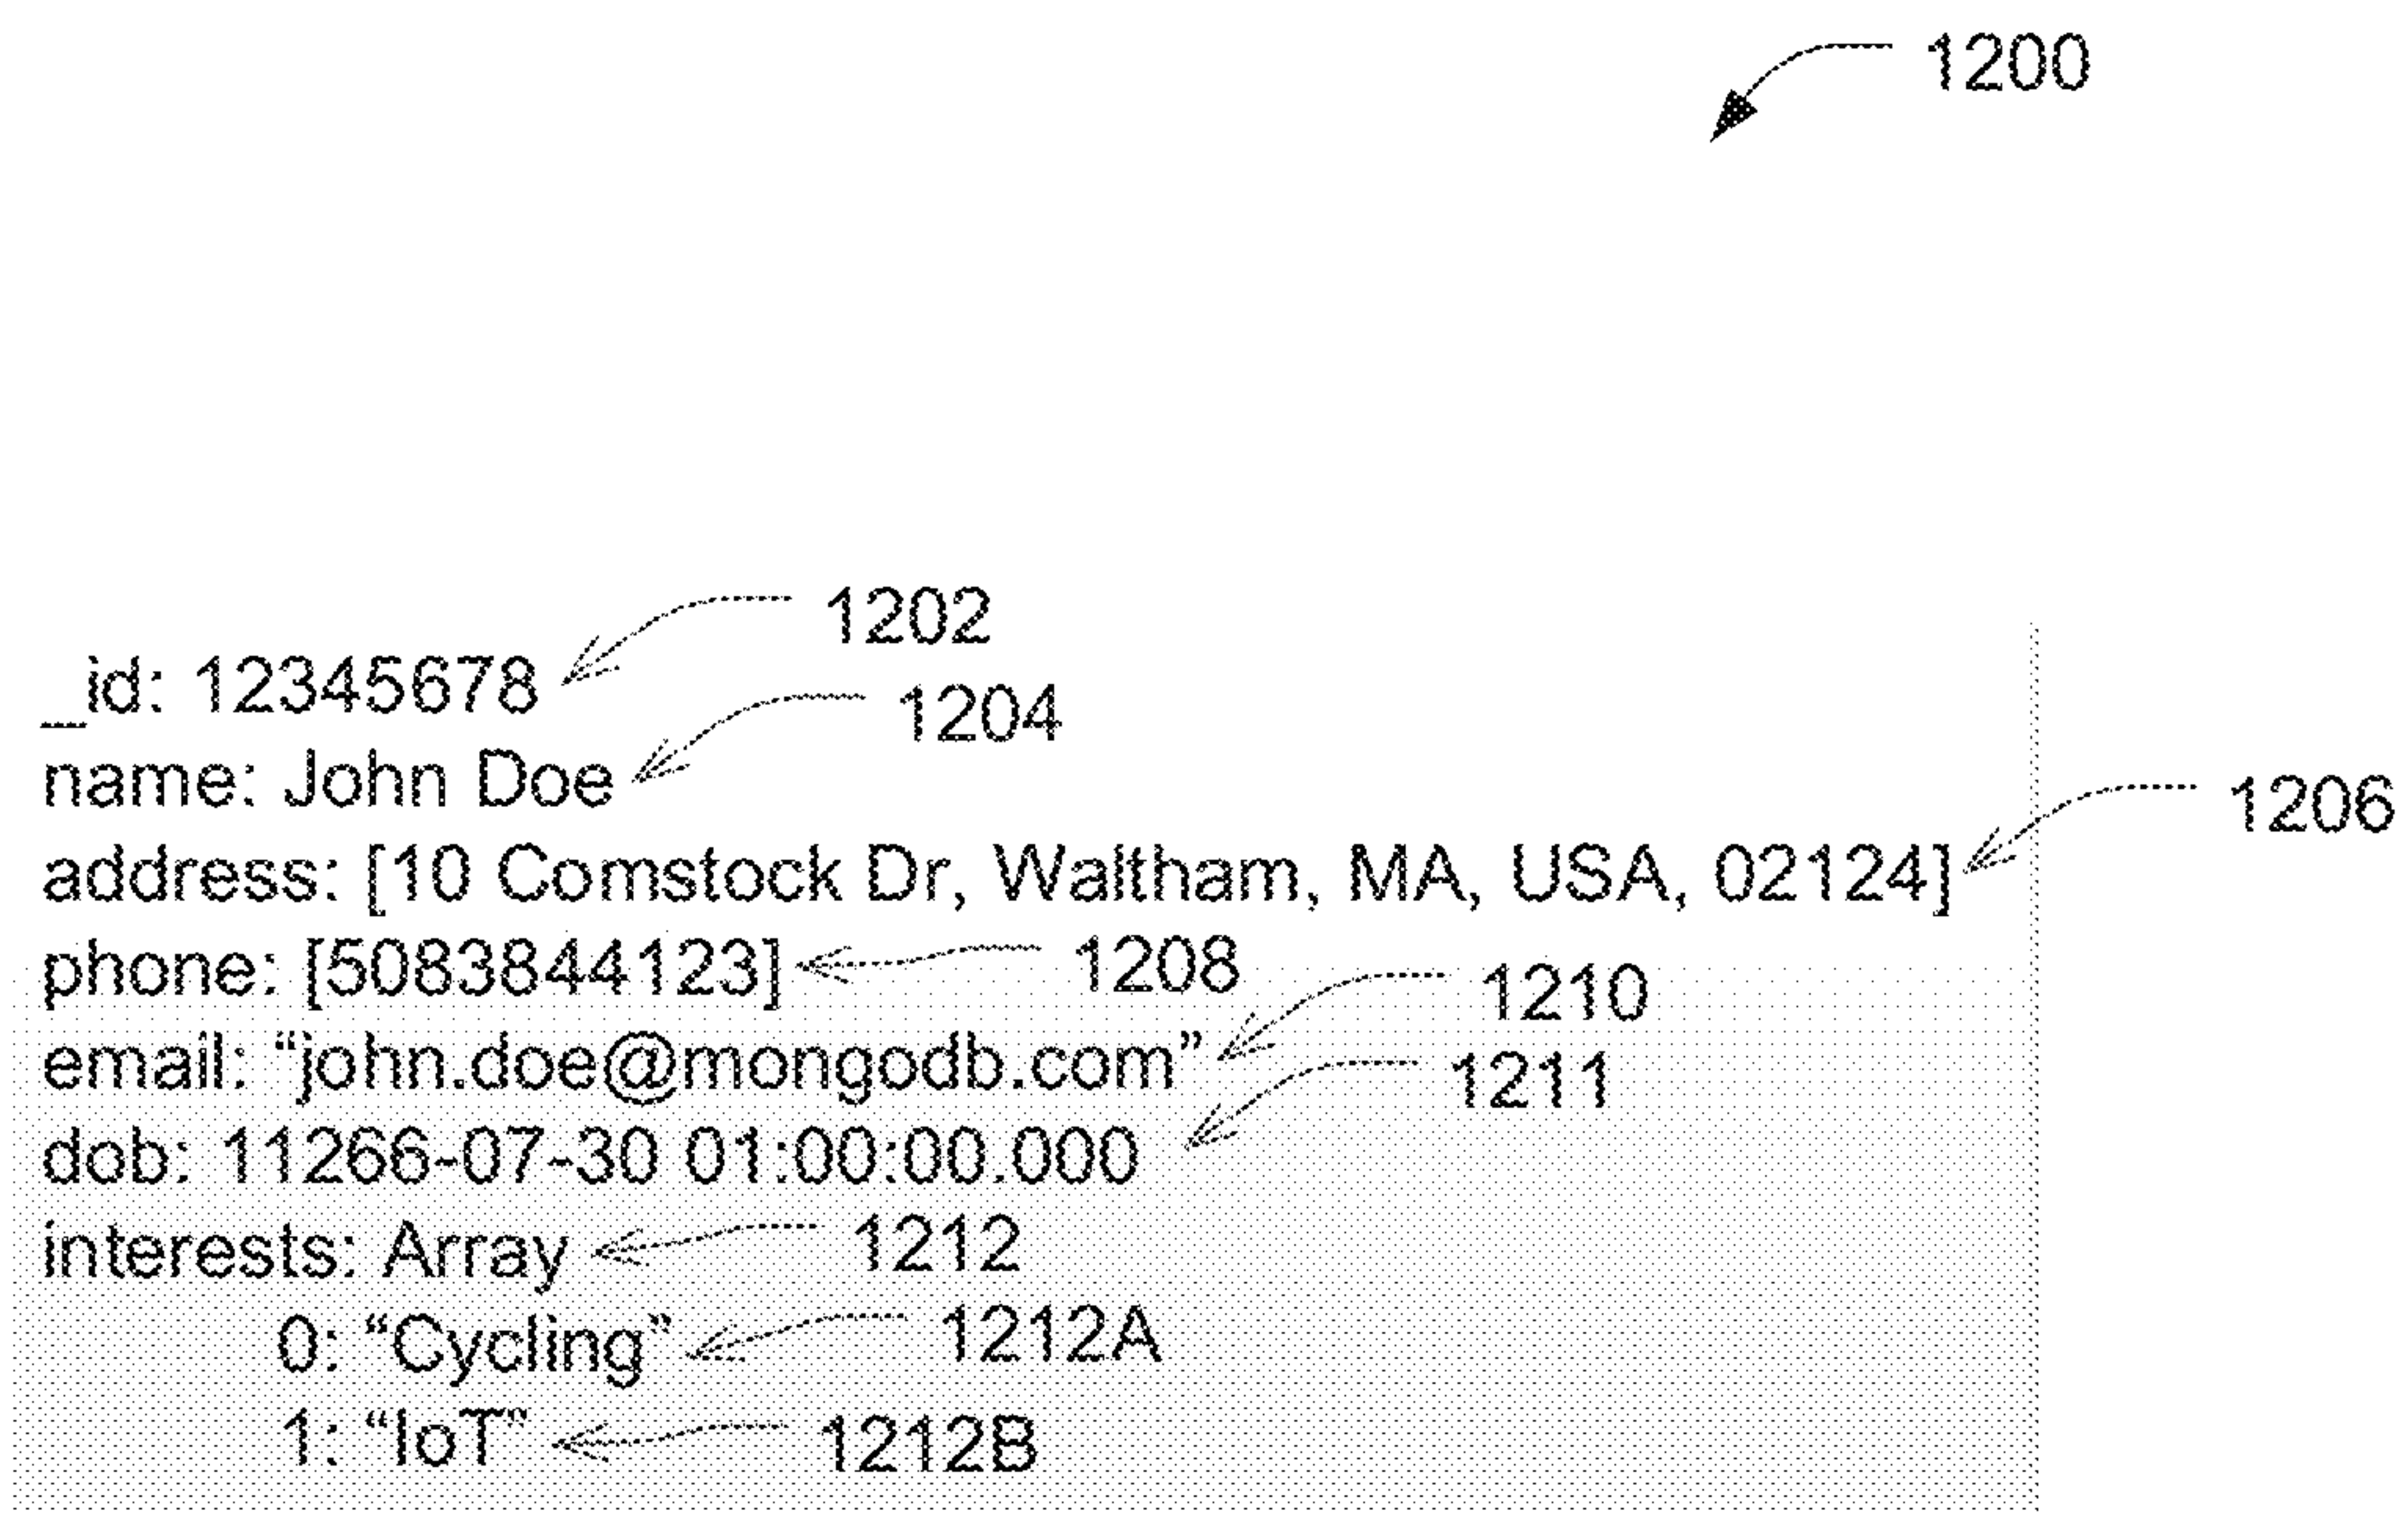 1200
_id: 12345678 1202
name: John Doe 1204
address: [10 Comstock Dr, Waltham, MA, USA, 02124] 1206
phone: [5083844123] 1208
email: “john.doe@mongodb.com” 1210
dob: 11266-07-30 01:00:00.000 1211
interests: Array 1212
0: “Cycling” 1212A
1: “IoT” 1212B